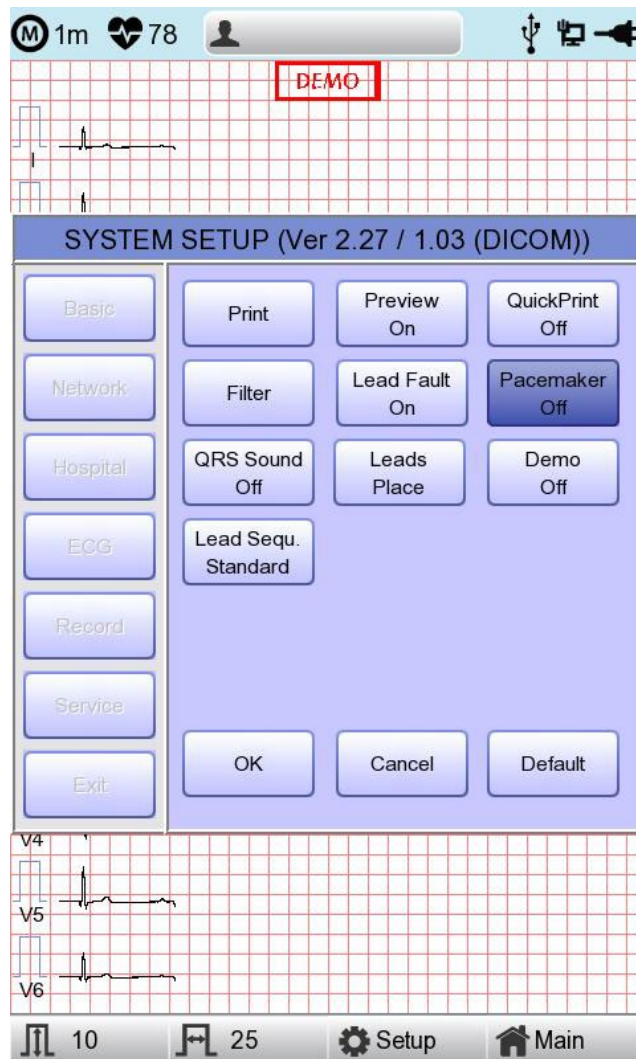 M 1m 78
DEMO
I
SYSTEM SETUP (Ver 2.27 / 1.03 (DICOM))
Basic
Network
Hospital
ECG
Record
Service
Exit
Print
Preview
On
QuickPrint
Off
Filter
Lead Fault
On
Pacemaker
Off
QRS Sound
Off
Leads
Place
Demo
Off
Lead Sequ.
Standard
OK
Cancel
Default
V4
V5
V6
10
25
Setup
Main